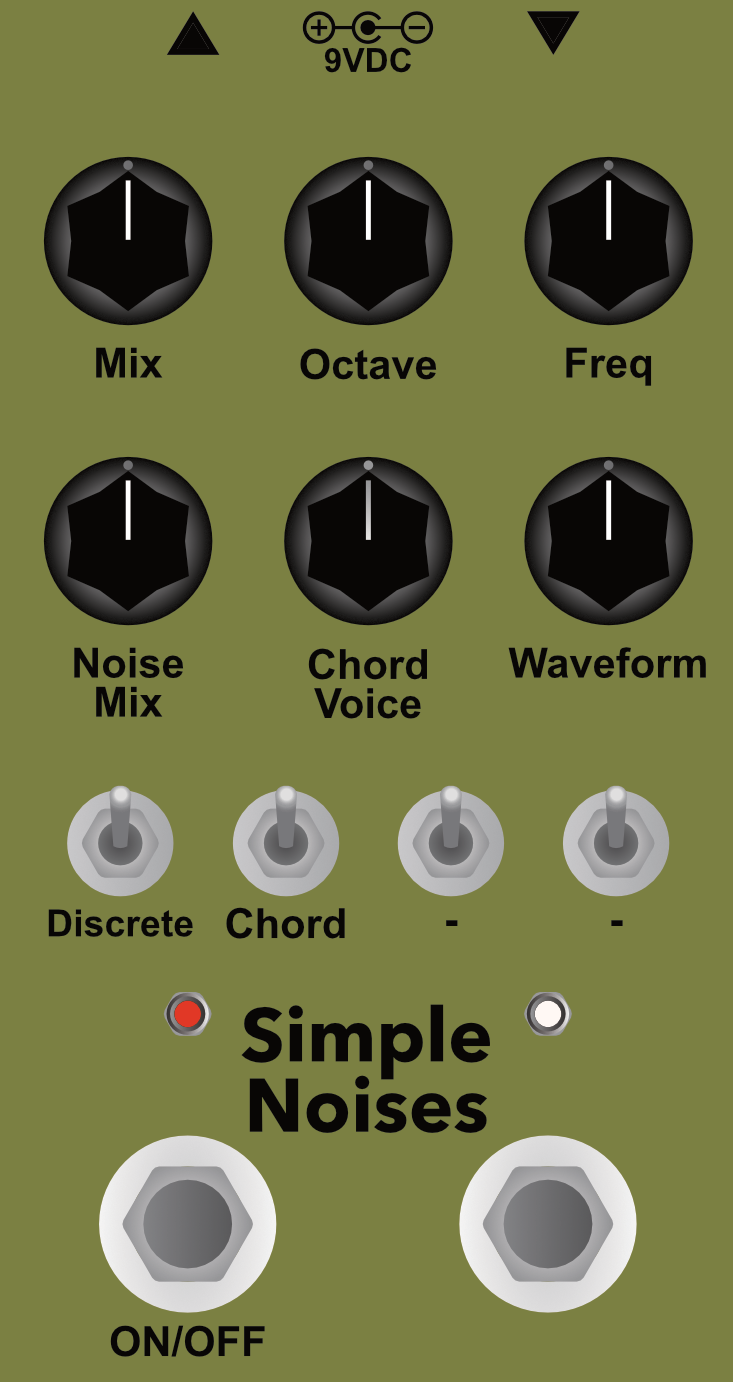 9VDC
Mix
Octave
Freq
Noise
Mix
Chord
Voice
Waveform
Discrete
Chord
-
-
Simple
Noises
ON/OFF